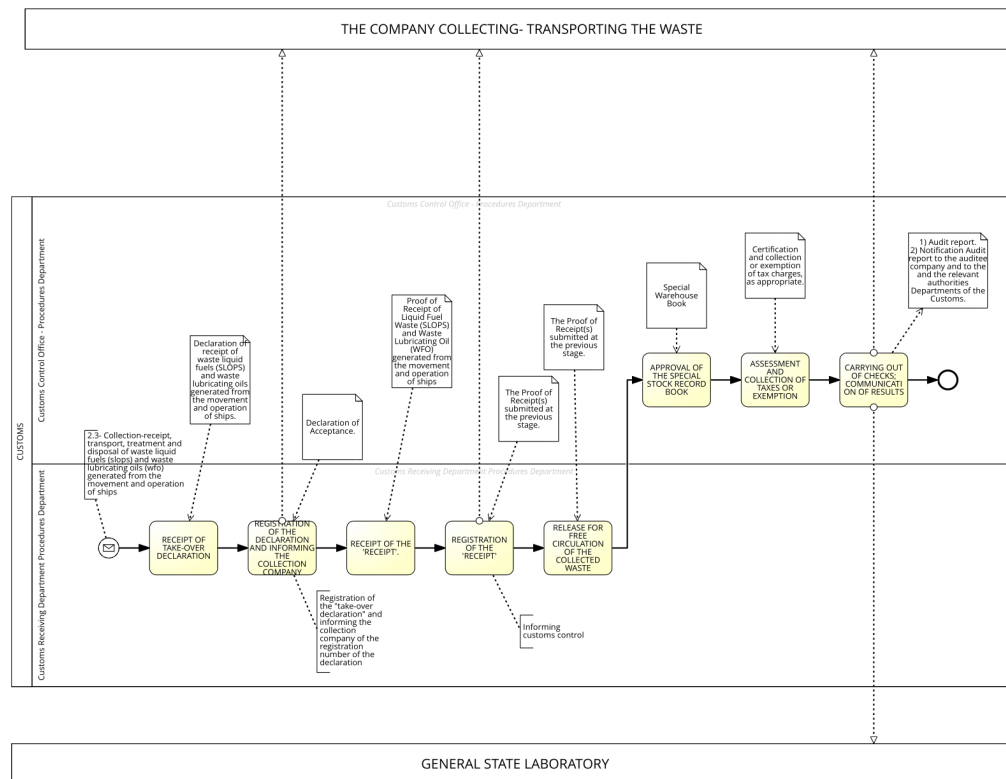 THE COMPANY COLLECTING- TRANSPORTING THE WASTE
CUSTOMS
Customs Control Office - Procedures Department
Customs Control Office - Procedures Department
Declaration of
receipt of
waste liquid
fuels (SLOPS)
and waste
lubricating oils
generated from
the movement
and operation
of ships.
Declaration of
Acceptance.
Proof of
Receipt of
Liquid Fuel
Waste (SLOPS)
and Waste
Lubricating Oil
(WFO)
generated from
the movement
and operation
of ships
The Proof of
Receipt(s)
submitted at
the previous
stage.
The Proof of
Receipt(s)
submitted at
the previous
stage.
Special
Warehouse
Book
Certification
and collection
or exemption
of tax charges,
as appropriate.
1) Audit report.
2) Notification Audit
report to the auditee
company and to the
and the relevant
authorities
Departments of the
Customs.
APPROVAL OF
THE SPECIAL
STOCK RECORD
BOOK
ASSESSMENT
AND
COLLECTION OF
TAXES OR
EXEMPTION
CARRYING OUT
OF CHECKS;
COMMUNICATI
ON OF RESULTS
2.3- Collection-receipt,
transport, treatment and
disposal of waste liquid
fuels (slops) and waste
lubricating oils (wfo)
generated from the
movement and operation
of ships
Customs Receiving Department Procedures Department
Customs Receiving Department Procedures Department
RECEIPT OF
TAKE-OVER
DECLARATION
REGISTRATION
OF THE
DECLARATION
AND INFORMING
THE
COLLECTION
COMPANY
RECEIPT OF THE
'RECEIPT'.
REGISTRATION
OF THE
'RECEIPT'
RELEASE FOR
FREE
CIRCULATION
OF THE
COLLECTED
WASTE
Registration of
the "take-over
declaration" and
informing the
collection
company of the
registration
number of the
declaration
Informing
customs control
GENERAL STATE LABORATORY